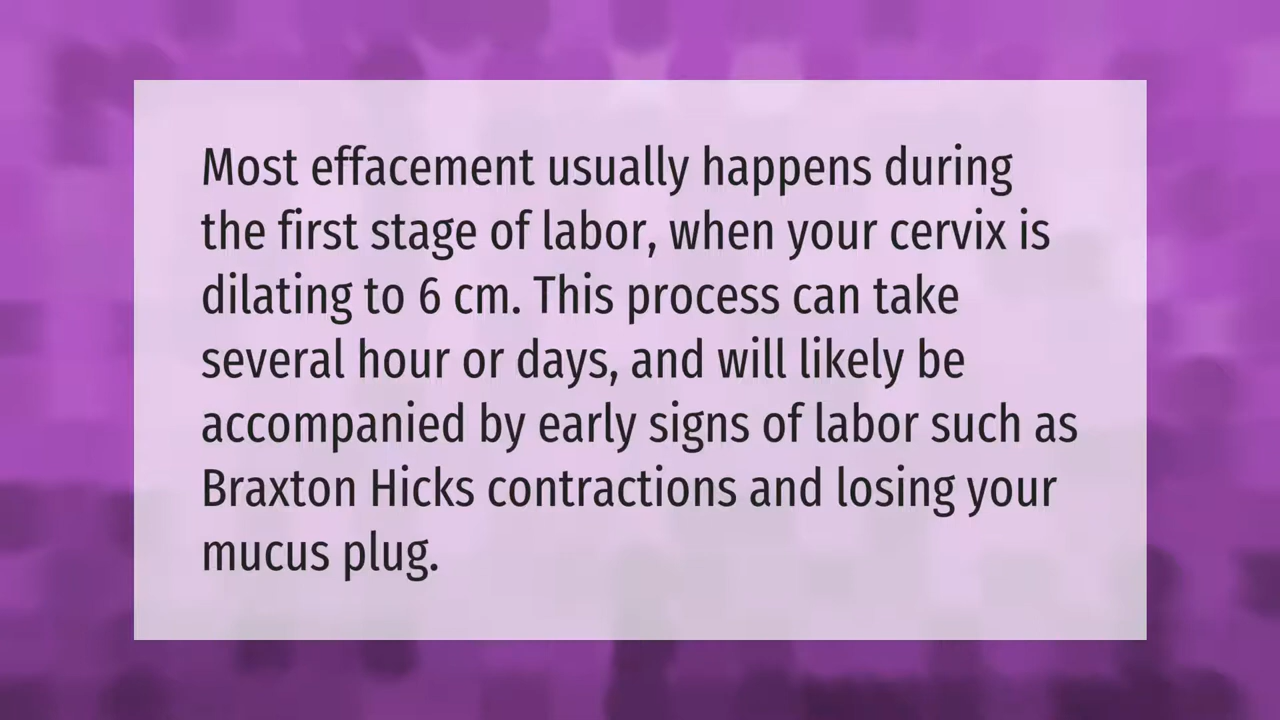 Most effacement usually happens during
the first stage of labor, when your cervix is
dilating to 6 cm. This process can take
several hour or days, and will likely be
accompanied by early signs of labor such as
Braxton Hicks contractions and losing your
mucus plug.